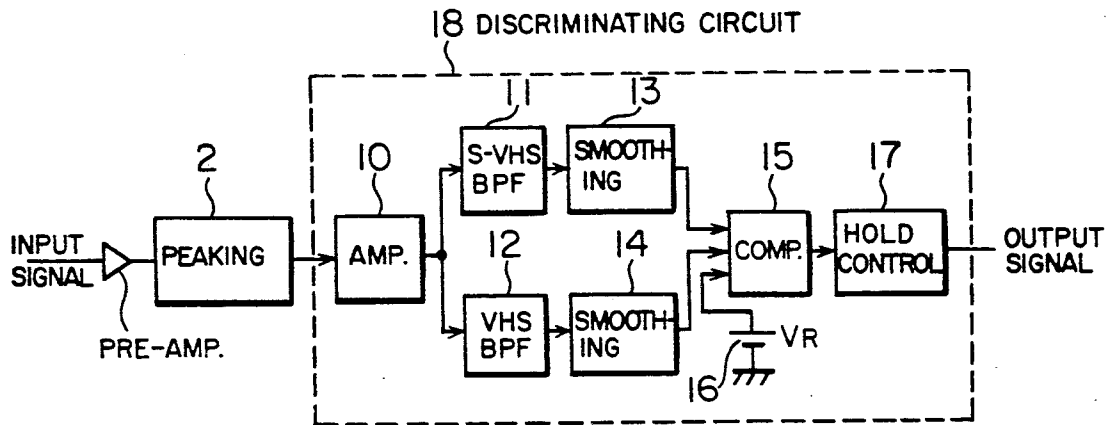 18 DISCRIMINATING CIRCUIT
11
13
S-VHS
BPF
SMOOTH-
ING
2
10
15
17
INPUT
SIGNAL
PEAKING
AMP.
COMP.
HOLD
CONTROL
OUTPUT
SIGNAL
12
14
PRE-AMP.
VHS
BPF
SMOOTH-
ING
VR
16